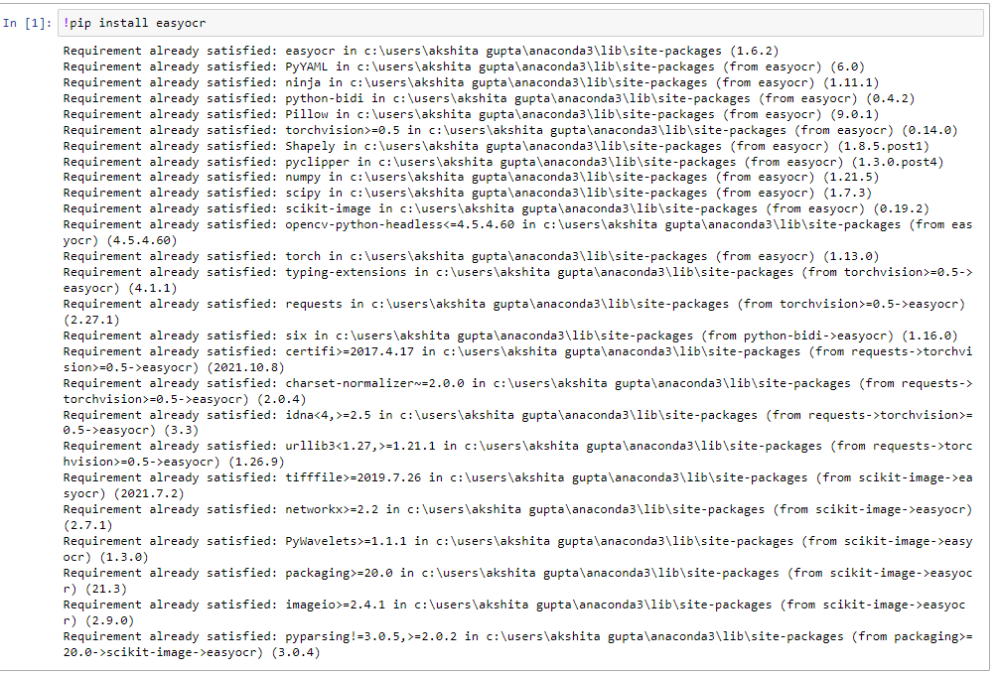 In [1]: !pip install easyocr
Requirement already satisfied: easyocr in c:\users\akshita gupta\anaconda3\lib\site-packages (1.6.2)
Requirement already satisfied: PyYAML in c:\users\akshita gupta\anaconda3\lib\site-packages (from easyocr) (6.0)
Requirement already satisfied: ninja in c:\users\akshita gupta\anaconda3\lib\site-packages (from easyocr) (1.11.1)
Requirement already satisfied: python-bidi in c:\users\akshita gupta\anaconda3\lib\site-packages (from easyocr) (0.4.2)
Requirement already satisfied: Pillow in c:\users\akshita gupta\anaconda3\lib\site-packages (from easyocr) (9.0.1)
Requirement already satisfied: torchvision>=0.5 in c:\users\akshita gupta\anaconda3\lib\site-packages (from easyocr) (0.14.0)
Requirement already satisfied: Shapely in c:\users\akshita gupta\anaconda3\lib\site-packages (from easyocr) (1.8.5.post1)
Requirement already satisfied: pyclipper in c:\users\akshita gupta\anaconda3\lib\site-packages (from easyocr) (1.3.0.post4)
Requirement already satisfied: numpy in c:\users\akshita gupta\anaconda3\lib\site-packages (from easyocr) (1.21.5)
Requirement already satisfied: scipy in c:\users\akshita gupta\anaconda3\lib\site-packages (from easyocr) (1.7.3)
Requirement already satisfied: scikit-image in c:\users\akshita gupta\anaconda3\lib\site-packages (from easyocr) (0.19.2)
Requirement already satisfied: opencv-python-headless<=4.5.4.60 in c:\users\akshita gupta\anaconda3\lib\site-packages (from eas
yocr) (4.5.4.60)
Requirement already satisfied: torch in c:\users\akshita gupta\anaconda3\lib\site-packages (from easyocr) (1.13.0)
Requirement already satisfied: typing-extensions in c:\users\akshita gupta\anaconda3\lib\site-packages (from torchvision>=0.5->
easyocr) (4.1.1)
Requirement already satisfied: requests in c:\users\akshita gupta\anaconda3\lib\site-packages (from torchvision>=0.5->easyocr)
(2.27.1)
Requirement already satisfied: six in c:\users\akshita gupta\anaconda3\lib\site-packages (from python-bidi->easyocr) (1.16.0)
Requirement already satisfied: certifi>=2017.4.17 in c:\users\akshita gupta\anaconda3\lib\site-packages (from requests->torchvi
sion>=0.5->easyocr) (2021.10.8)
Requirement already satisfied: charset-normalizer~=2.0.0 in c:\users\akshita gupta\anaconda3\lib\site-packages (from requests->
torchvision>=0.5->easyocr) (2.0.4)
Requirement already satisfied: idna<4,>=2.5 in c:\users\akshita gupta\anaconda3\lib\site-packages (from requests->torchvision>=
0.5->easyocr) (3.3)
Requirement already satisfied: urllib3<1.27,>=1.21.1 in c:\users\akshita gupta\anaconda3\lib\site-packages (from requests->torc
hvision>=0.5->easyocr) (1.26.9)
Requirement already satisfied: tifffile>=2019.7.26 in c:\users\akshita gupta\anaconda3\lib\site-packages (from scikit-image->ea
syocr) (2021.7.2)
Requirement already satisfied: networkx>=2.2 in c:\users\akshita gupta\anaconda3\lib\site-packages (from scikit-image->easyocr)
(2.7.1)
Requirement already satisfied: PyWavelets>=1.1.1 in c:\users\akshita gupta\anaconda3\lib\site-packages (from scikit-image->easy
ocr) (1.3.0)
Requirement already satisfied: packaging>=20.0 in c:\users\akshita gupta\anaconda3\lib\site-packages (from scikit-image->easyoc
r) (21.3)
Requirement already satisfied: imageio>=2.4.1 in c:\users\akshita gupta\anaconda3\lib\site-packages (from scikit-image->easyoc
r) (2.9.0)
Requirement already satisfied: pyparsing!=3.0.5,>=2.0.2 in c:\users\akshita gupta\anaconda3\lib\site-packages (from packaging>=
20.0->scikit-image->easyocr) (3.0.4)